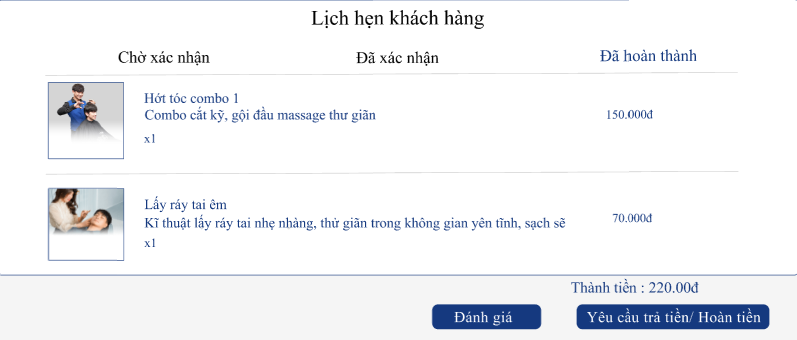 Lịch hẹn khách hàng
Chờ xác nhận Đã xác nhận Đã hoàn thành
Hớt tóc combo 1
Combo cắt kỹ, gội đầu massage thư giãn 150.000đ
x1
Lấy ráy tai êm
Kĩ thuật lấy ráy tai nhẹ nhàng, thử giãn trong không gian yên tĩnh, sạch sẽ 70.000đ
x1
Thành tiền : 220.00đ
Đánh giá Yêu cầu trả tiền/ Hoàn tiền